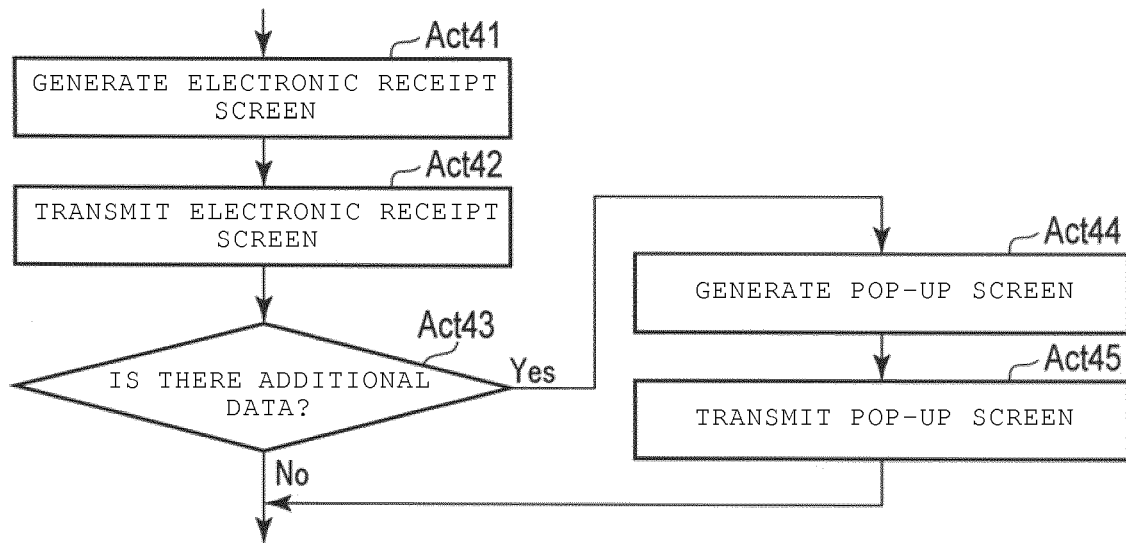 Act41
GENERATE ELECTRONIC RECEIPT
SCREEN
Act42
TRANSMIT ELECTRONIC RECEIPT
SCREEN
Act43
IS THERE ADDITIONAL
DATA?
Yes
No
Act44
GENERATE POP-UP SCREEN
Act45
TRANSMIT POP-UP SCREEN